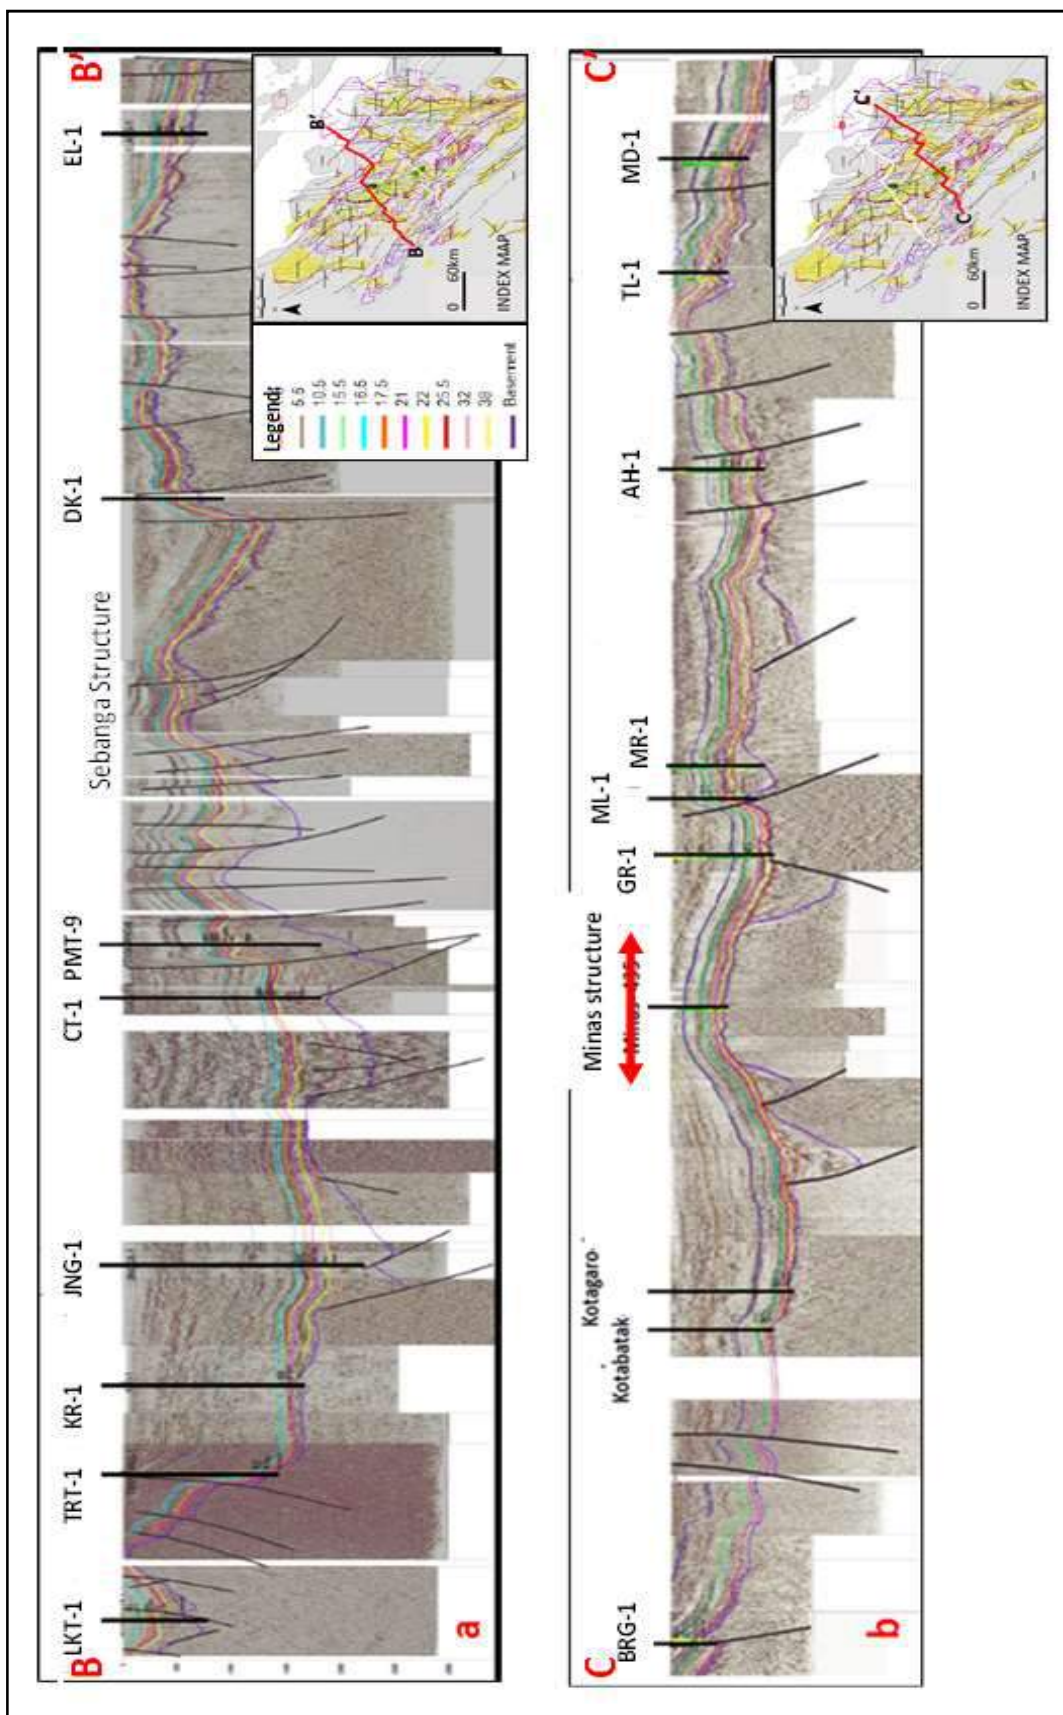 B
B'
LKT-1
TRT-1
KR-1
JNG-1
CT-1
PMT-9
Sebanga Structure
DK-1
EL-1
a
Legend:
5.5
10.5
15.5
16.5
17.5
21
22
25.5
32
38
Basement
B
B'
0 60km
INDEX MAP
C
C'
BRG-1
Kotabatak
Kotagaro
Minas structure
GR-1
ML-1
MR-1
AH-1
TL-1
MD-1
b
C
C'
0 60km
INDEX MAP